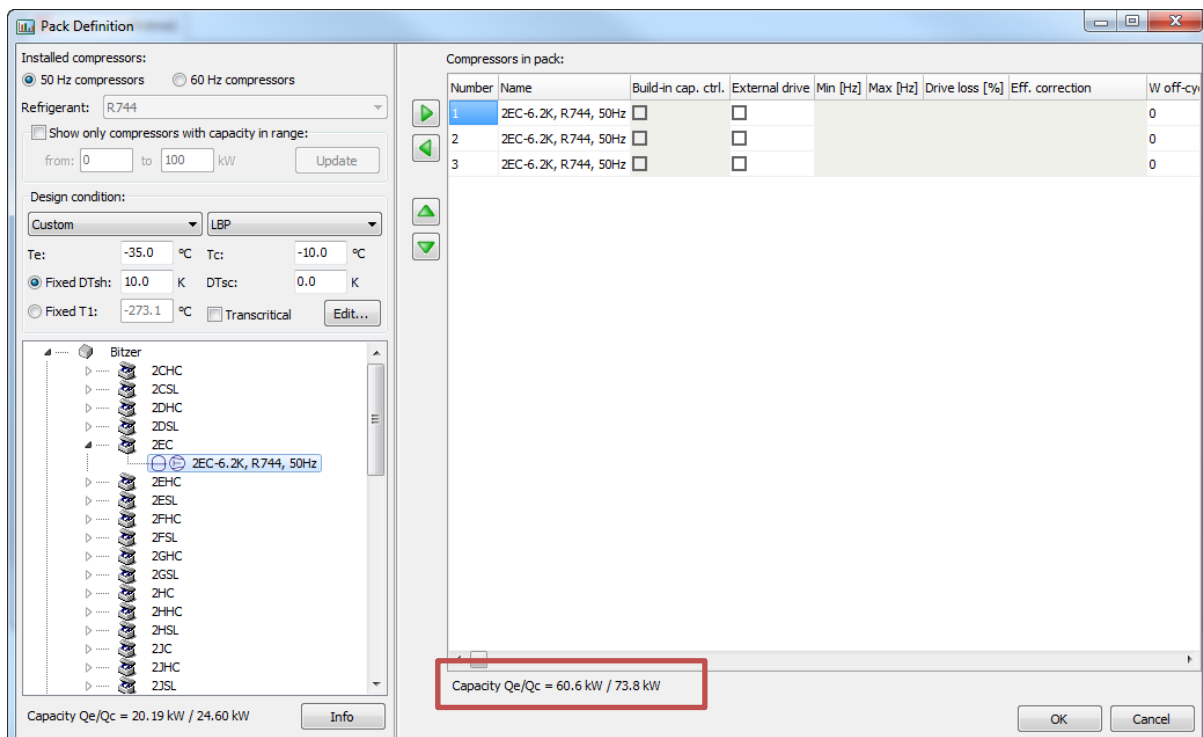 Pack Definition
Installed compressors:
50 Hz compressors 60 Hz compressors
Refrigerant: R744
Show only compressors with capacity in range:
from: 0 to 100 kW Update
Design condition:
Custom LBP
Te: -35.0 ºC Tc: -10.0 ºC
Fixed DTsh: 10.0 K DTsc: 0.0 K
Fixed T1: -273.1 ºC Transcritical Edit...
Bitzer
2CHC
2CSL
2DHC
2DSL
2EC
2EC-6.2K, R744, 50Hz
2EHC
2ESL
2FHC
2FSL
2GHC
2GSL
2HC
2HHC
2HSL
2JC
2JHC
2JSL
Capacity Qe/Qc = 20.19 kW / 24.60 kW Info
Compressors in pack:
Number Name Build-in cap. ctrl. External drive Min [Hz] Max [Hz] Drive loss [%] Eff. correction W off-cy
1 2EC-6.2K, R744, 50Hz 0
2 2EC-6.2K, R744, 50Hz 0
3 2EC-6.2K, R744, 50Hz 0
Capacity Qe/Qc = 60.6 kW / 73.8 kW
OK Cancel